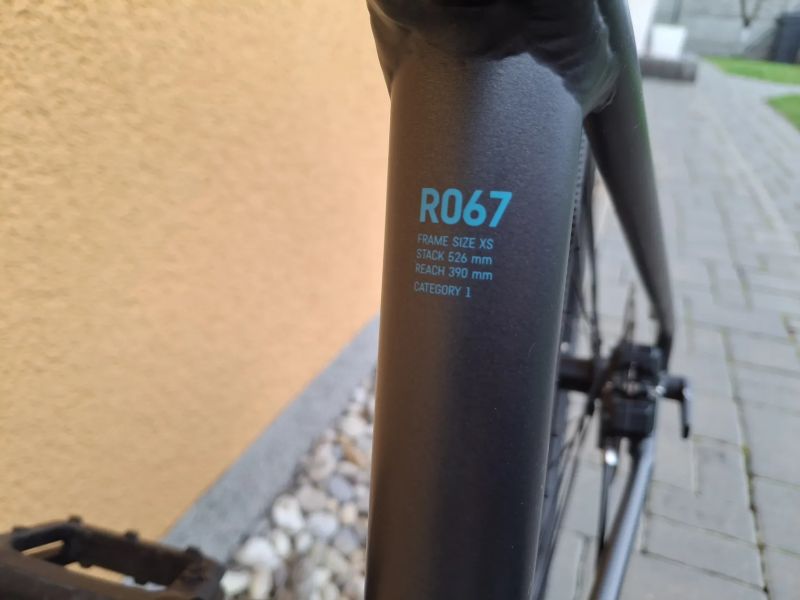 R067
FRAME SIZE XS
STACK 526 mm
REACH 390 mm
CATEGORY 1